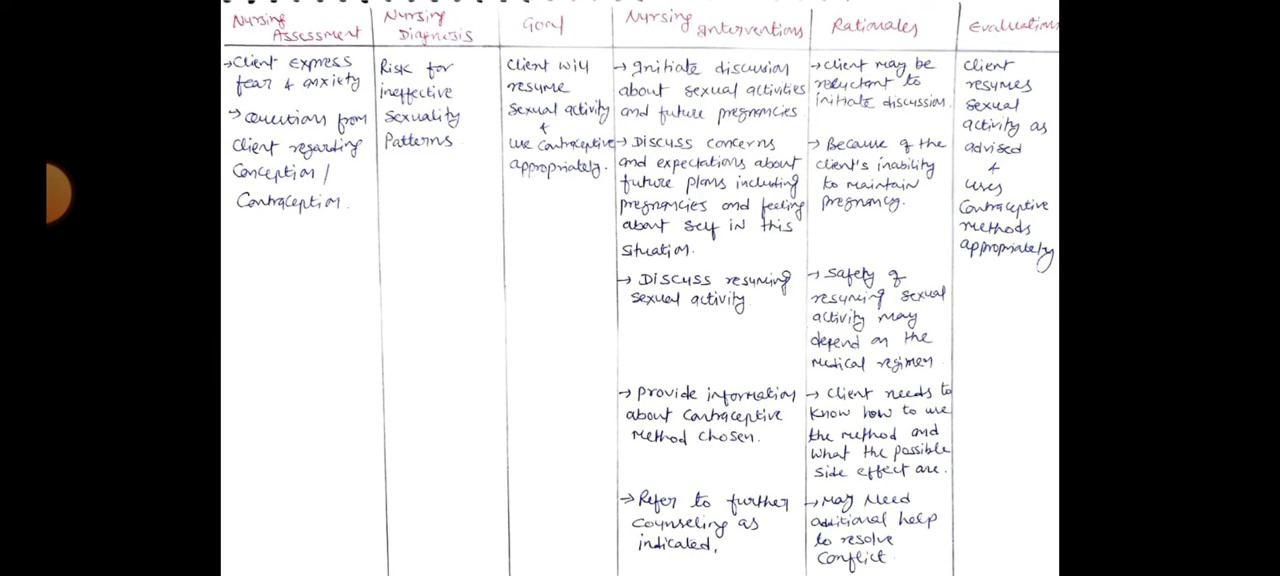 Nursing Assessment
→Client express
fear & anxiety
→Questions from
Client regarding
Conception /
Contraception.
Nursing Diagnosis
Risk for
ineffective
Sexuality
Patterns
Goal
Client will
resume
sexual activity
&
use contraceptive
appropriately.
Nursing Interventions
→ Initiate discussion
about sexual activities
and future pregnancies
→ Discuss concerns
and expectations about
future plans including
pregnancies and feeling
about self in this
situation.
→ Discuss resuming
sexual activity.
→ Provide information
about contraceptive
method chosen.
→Refer to further
counseling as
indicated.
Rationales
→Client may be
reluctant to
initiate discussion.
→ Because of the
client's inability
to maintain
pregnancy.
→ Safety of
resuming sexual
activity may
depend on the
medical regimen
→ Client needs to
know how to use
the method and
what the possible
side effect are.
→May need
additional help
to resolve
conflict.
Evaluations
Client
resumes
sexual
activity as
advised
&
uses
contraceptive
methods
appropriately